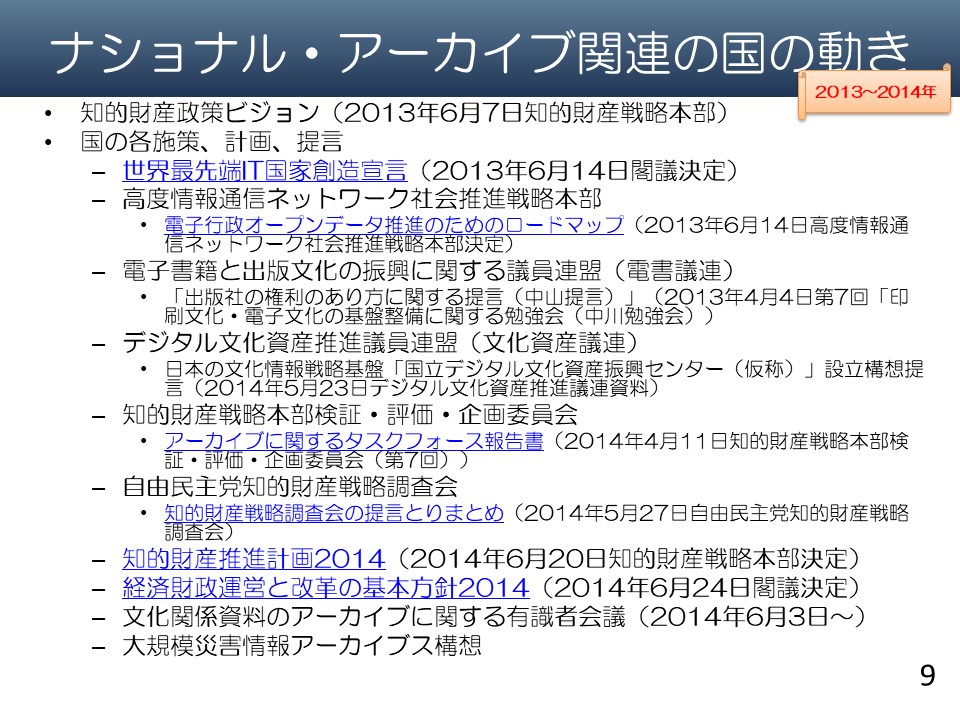 ナショナル・アーカイブ関連の国の動き
2013〜2014年
• 知的財産政策ビジョン（2013年6月7日知的財産戦略本部）
• 国の各施策、計画、提言
– 世界最先端IT国家創造宣言（2013年6月14日閣議決定）
– 高度情報通信ネットワーク社会推進戦略本部
• 電子行政オープンデータ推進のためのロードマップ（2013年6月14日高度情報通
信ネットワーク社会推進戦略本部決定）
– 電子書籍と出版文化の振興に関する議員連盟（電書議連）
• 「出版社の権利のあり方に関する提言（中山提言）」（2013年4月4日第7回「印
刷文化・電子文化の基盤整備に関する勉強会（中川勉強会））
– デジタル文化資産推進議員連盟（文化資産議連）
• 日本の文化情報戦略基盤「国立デジタル文化資産振興センター（仮称）」設立構想提
言（2014年5月23日デジタル文化資産推進議連資料）
– 知的財産戦略本部検証・評価・企画委員会
• アーカイブに関するタスクフォース報告書（2014年4月11日知的財産戦略本部検
証・評価・企画委員会（第7回））
– 自由民主党知的財産戦略調査会
• 知的財産戦略調査会の提言とりまとめ（2014年5月27日自由民主党知的財産戦略
調査会）
– 知的財産推進計画2014（2014年6月20日知的財産戦略本部決定）
– 経済財政運営と改革の基本方針2014（2014年6月24日閣議決定）
– 文化関係資料のアーカイブに関する有識者会議（2014年6月3日〜）
– 大規模災害情報アーカイブス構想
9